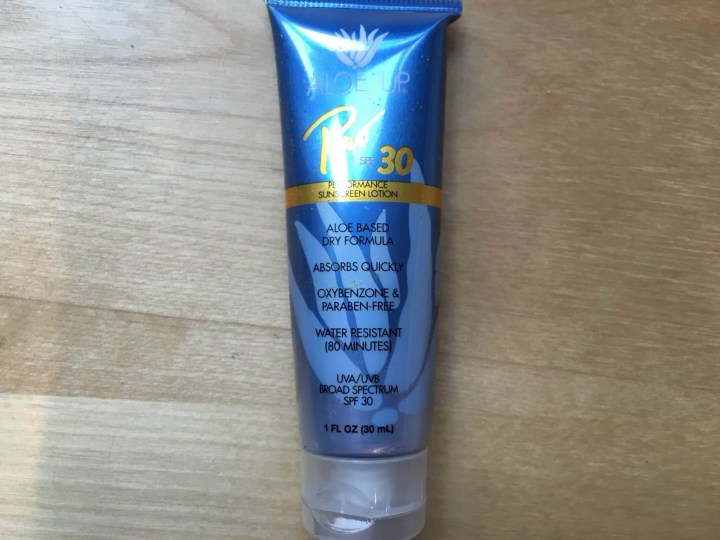 ALOE UP
Pro
SPF 30
PERFORMANCE
SUNSCREEN LOTION
ALOE BASED
DRY FORMULA
ABSORBS QUICKLY
OXYBENZONE &
PARABEN-FREE
WATER RESISTANT
(80 MINUTES)
UVA/UVB
BROAD SPECTRUM
SPF 30
1 FL OZ (30 mL)